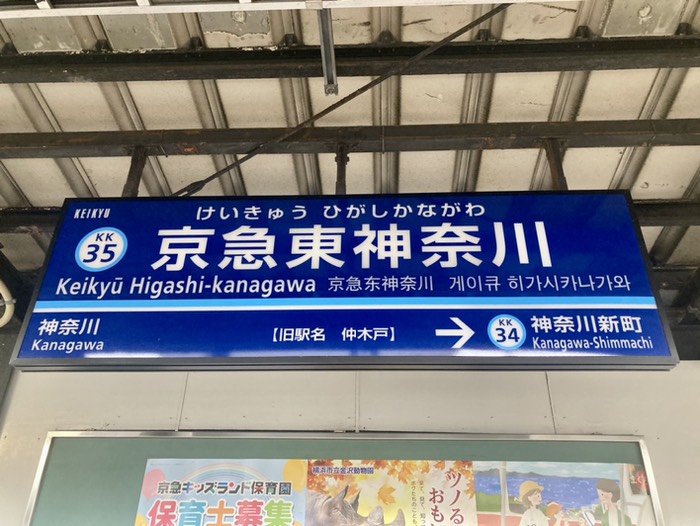 KEIKYU
けいきゅう ひがしかながわ
KK
35
京急東神奈川
Keikyū Higashi-kanagawa 京急东神奈川 게이큐 히가시카나가와
神奈川
Kanagawa
【旧駅名 仲木戸】
→
KK
34
神奈川新町
Kanagawa-Shimmachi
京急キッズランド保育園
保育士募集
横浜市立金沢動物園
ツノる
おも